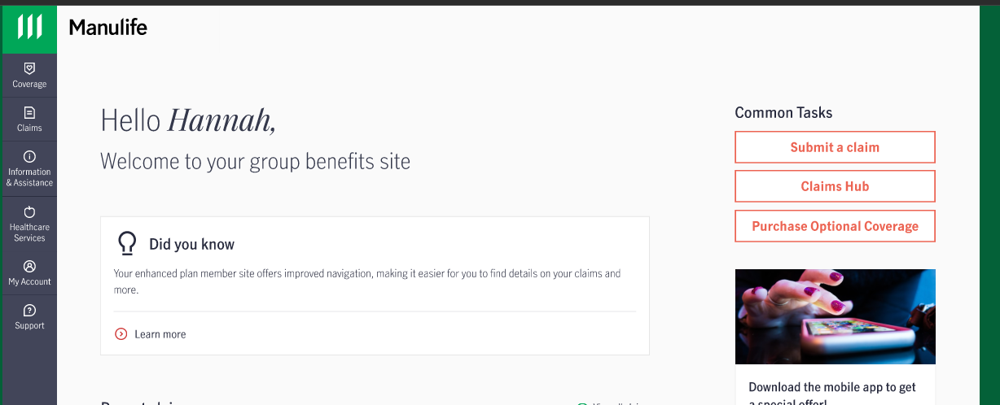 Manulife
Coverage
Claims
Information
& Assistance
Healthcare
Services
My Account
Support
Hello Hannah,
Welcome to your group benefits site
Did you know
Your enhanced plan member site offers improved navigation, making it easier for you to find details on your claims and
more.
Learn more
Common Tasks
Submit a claim
Claims Hub
Purchase Optional Coverage
Download the mobile app to get
a special offer!